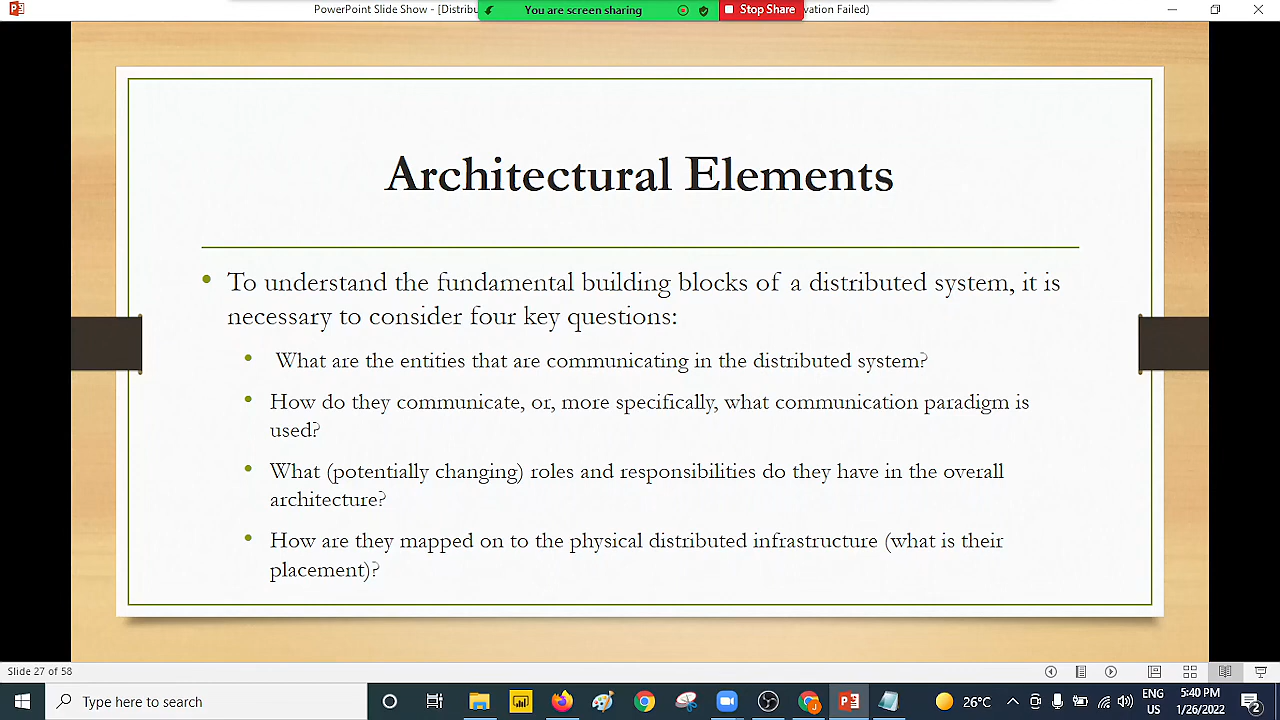 PowerPoint Slide Show - [Distribu
You are screen sharing
Stop Share
vation Failed)
Architectural Elements
To understand the fundamental building blocks of a distributed system, it is
necessary to consider four key questions:
What are the entities that are communicating in the distributed system?
How do they communicate, or, more specifically, what communication paradigm is
used?
What (potentially changing) roles and responsibilities do they have in the overall
architecture?
How are they mapped on to the physical distributed infrastructure (what is their
placement)?
Slide 27 of 58
Type here to search
26°C
ENG
US
5:40 PM
1/26/2022
2